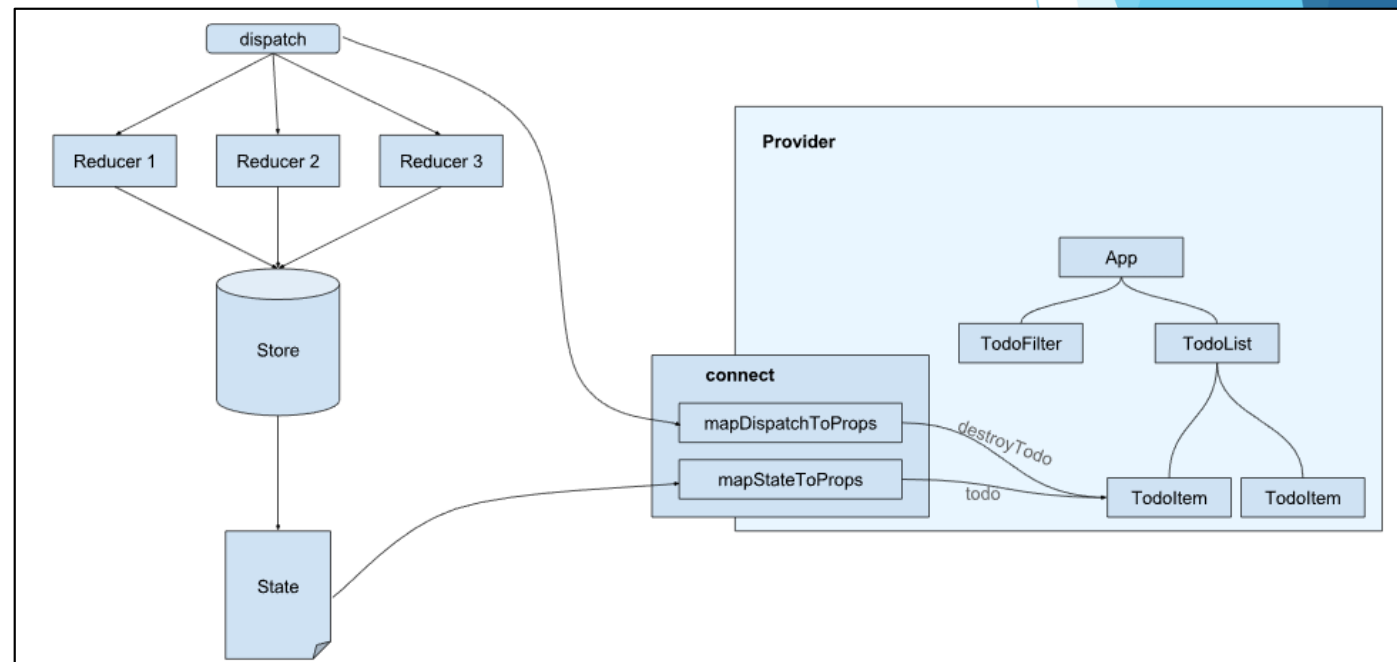 dispatch
Reducer 1
Reducer 2
Reducer 3
Store
State
Provider
App
TodoFilter
TodoList
connect
mapDispatchToProps
mapStateToProps
destroyTodo
todo
TodoItem
TodoItem